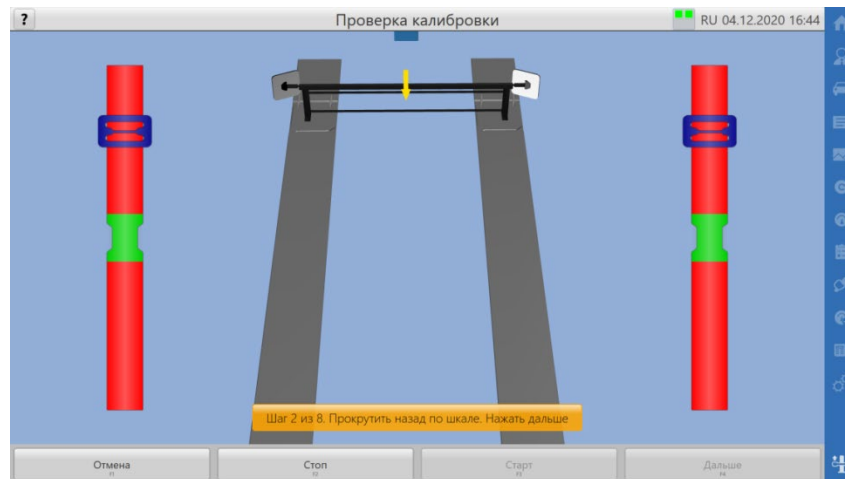 ?
Проверка калибровки
RU 04.12.2020 16:44
Шаг 2 из 8. Прокрутить назад по шкале. Нажать дальше
Отмена
Стоп
Старт
Дальше